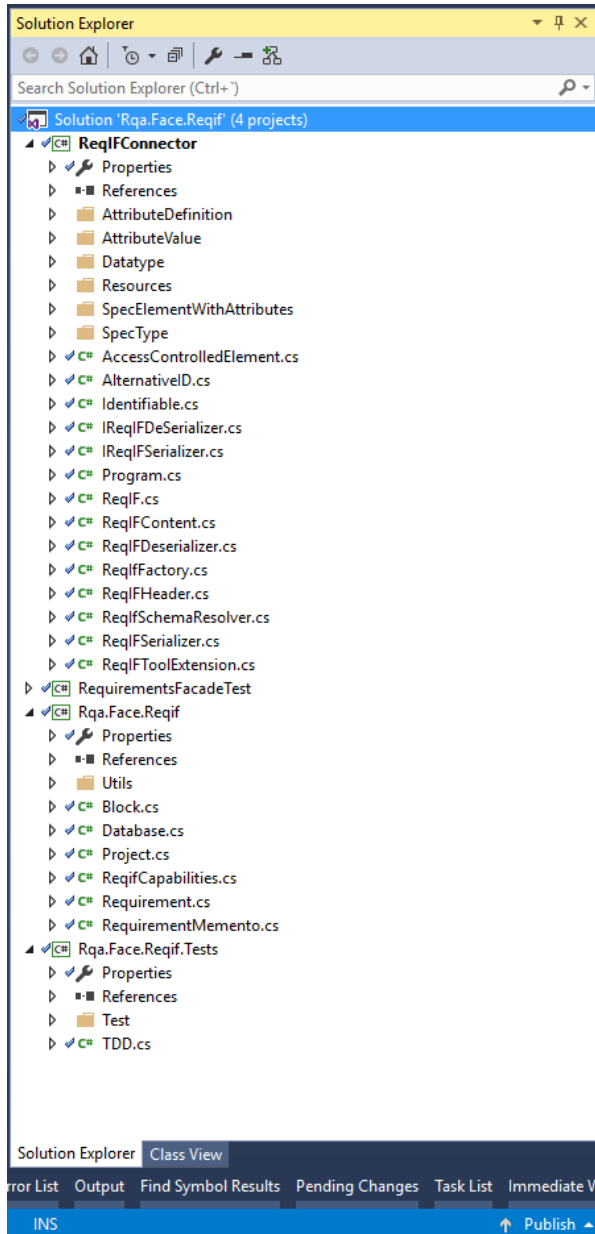 Solution Explorer
Search Solution Explorer (Ctrl+`)
Solution 'Rqa.Face.Reqif' (4 projects)
C# ReqIFConnector
Properties
References
AttributeDefinition
AttributeValue
Datatype
Resources
SpecElementWithAttributes
SpecType
C# AccessControlledElement.cs
C# AlternativeID.cs
C# Identifiable.cs
C# IReqIFDeSerializer.cs
C# IReqIFSerializer.cs
C# Program.cs
C# ReqIF.cs
C# ReqIFContent.cs
C# ReqIFDeserializer.cs
C# ReqIfFactory.cs
C# ReqIFHeader.cs
C# ReqIfSchemaResolver.cs
C# ReqIFSerializer.cs
C# ReqIFToolExtension.cs
C# RequirementsFacadeTest
C# Rqa.Face.Reqif
Properties
References
Utils
C# Block.cs
C# Database.cs
C# Project.cs
C# ReqifCapabilities.cs
C# Requirement.cs
C# RequirementMemento.cs
C# Rqa.Face.Reqif.Tests
Properties
References
Test
C# TDD.cs
Solution Explorer Class View
rror List Output Find Symbol Results Pending Changes Task List Immediate W
INS Publish